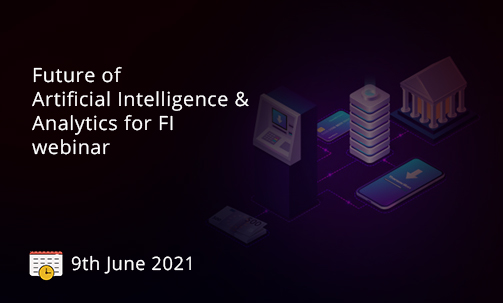 Future of
Artificial Intelligence &
Analytics for FI
webinar
9th June 2021